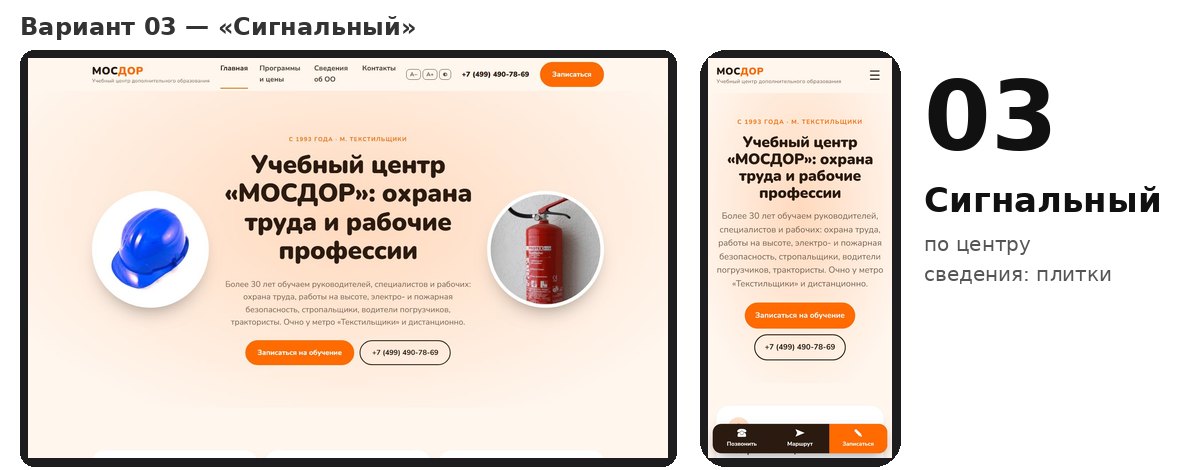 Вариант 03 — «Сигнальный»
МОСДОР
Учебный центр дополнительного образования
Главная
Программы
и цены
Сведения
об ОО
Контакты
A−
A+
+7 (499) 490-78-69
Записаться
С 1993 ГОДА · М. ТЕКСТИЛЬЩИКИ
Учебный центр
«МОСДОР»: охрана
труда и рабочие
профессии
Более 30 лет обучаем руководителей, специалистов и рабочих:
охрана труда, работы на высоте, электро- и пожарная
безопасность, стропальщики, водители погрузчиков,
трактористы. Очно у метро «Текстильщики» и дистанционно.
Записаться на обучение
+7 (499) 490-78-69
МОСДОР
Учебный центр дополнительного образования
С 1993 ГОДА · М. ТЕКСТИЛЬЩИКИ
Учебный центр
«МОСДОР»: охрана
труда и рабочие
профессии
Более 30 лет обучаем руководителей,
специалистов и рабочих: охрана труда,
работы на высоте, электро- и пожарная
безопасность, стропальщики, водители
погрузчиков, трактористы. Очно у метро
«Текстильщики» и дистанционно.
Записаться на обучение
+7 (499) 490-78-69
Позвонить
Маршрут
Записаться
03
Сигнальный
по центру
сведения: плитки